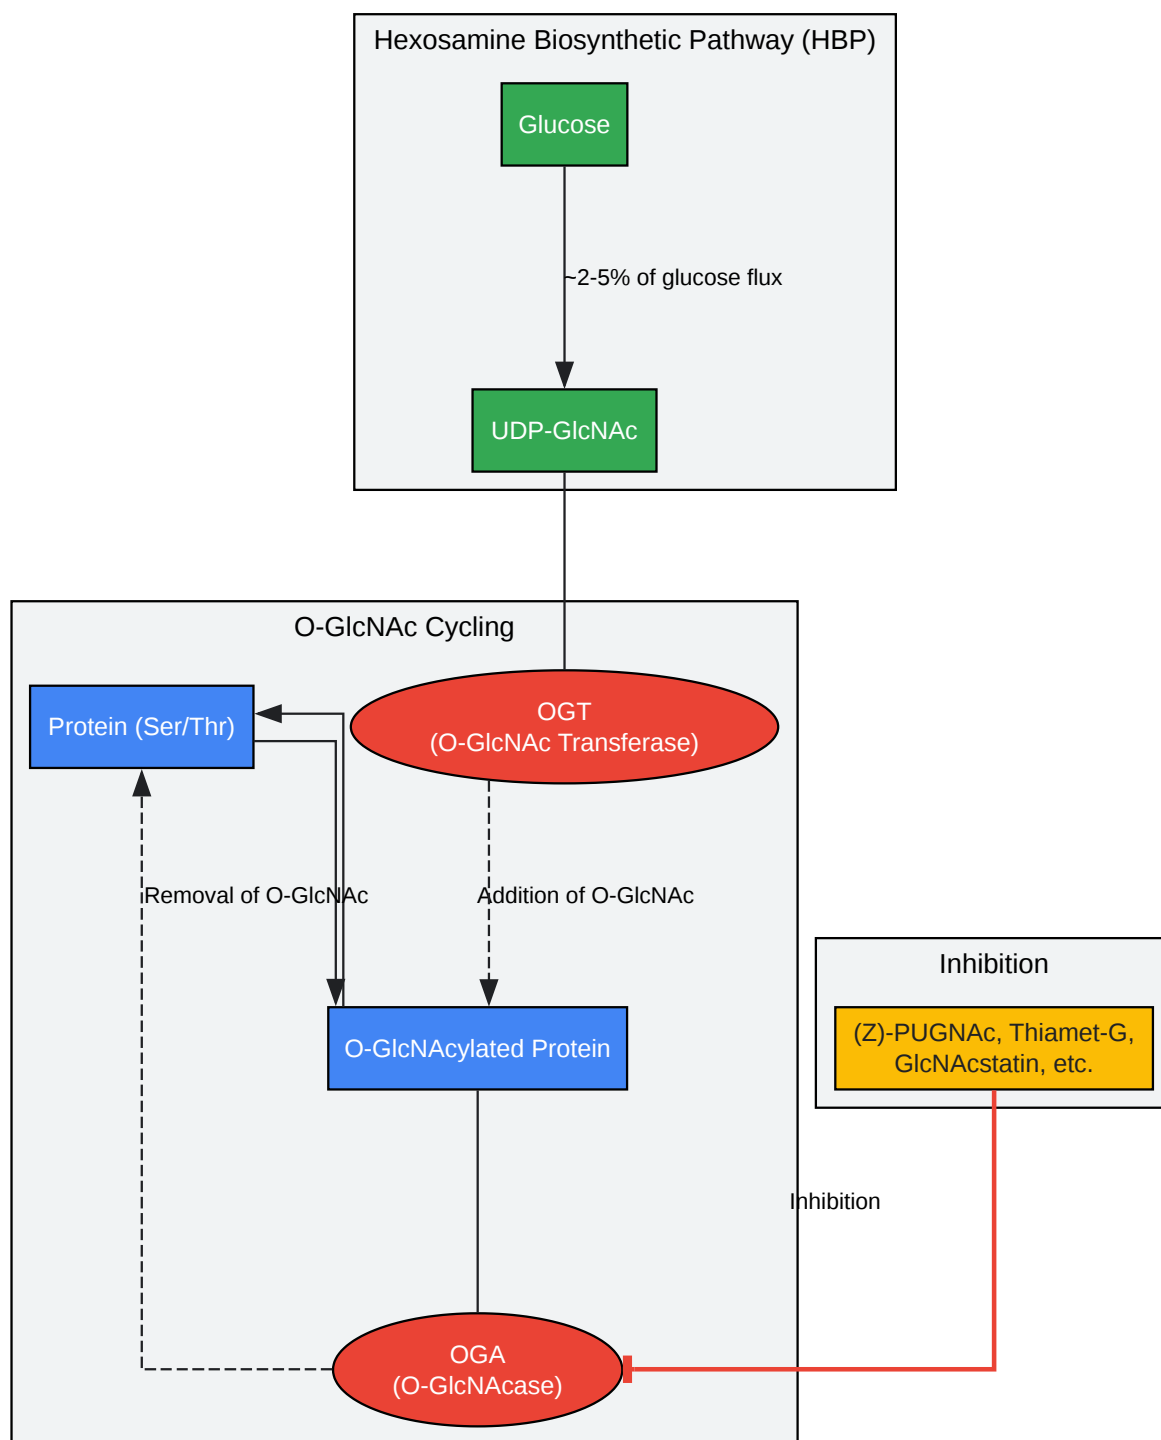 Hexosamine Biosynthetic Pathway (HBP)
Glucose
~2-5% of glucose flux
UDP-GlcNAc
O-GlcNAc Cycling
Protein (Ser/Thr)
OGT
(O-GlcNAc Transferase)
Removal of O-GlcNAc
Addition of O-GlcNAc
Inhibition
(Z)-PUGNAc, Thiamet-G,
GlcNAcstatin, etc.
O-GlcNAcylated Protein
Inhibition
OGA
(O-GlcNAcase)